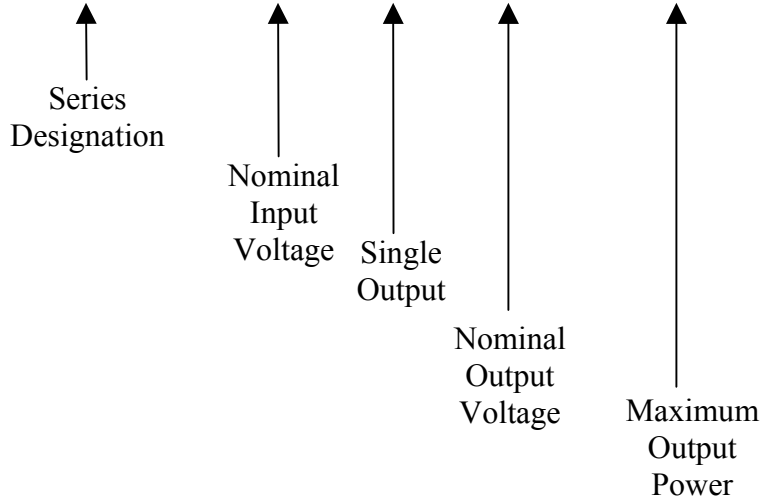 Series
Designation
Nominal
Input
Voltage
Single
Output
Nominal
Output
Voltage
Maximum
Output
Power